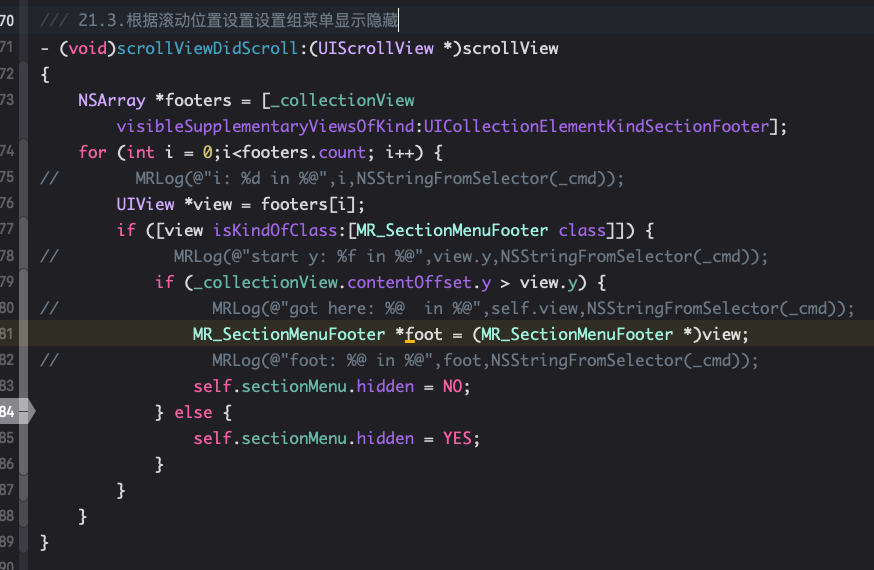 70 /// 21.3.根据滚动位置设置设置组菜单显示隐藏
71 - (void)scrollViewDidScroll:(UIScrollView *)scrollView
72 {
73 NSArray *footers = [_collectionView
visibleSupplementaryViewsOfKind:UICollectionElementKindSectionFooter];
74 for (int i = 0;i<footers.count; i++) {
75 // MRLog(@"i: %d in %@",i,NSStringFromSelector(_cmd));
76 UIView *view = footers[i];
77 if ([view isKindOfClass:[MR_SectionMenuFooter class]]) {
78 // MRLog(@"start y: %f in %@",view.y,NSStringFromSelector(_cmd));
79 if (_collectionView.contentOffset.y > view.y) {
80 // MRLog(@"got here: %@  in %@",self.view,NSStringFromSelector(_cmd));
81 MR_SectionMenuFooter *foot = (MR_SectionMenuFooter *)view;
82 // MRLog(@"foot: %@ in %@",foot,NSStringFromSelector(_cmd));
83 self.sectionMenu.hidden = NO;
84 } else {
85 self.sectionMenu.hidden = YES;
86 }
87 }
88 }
89 }
90